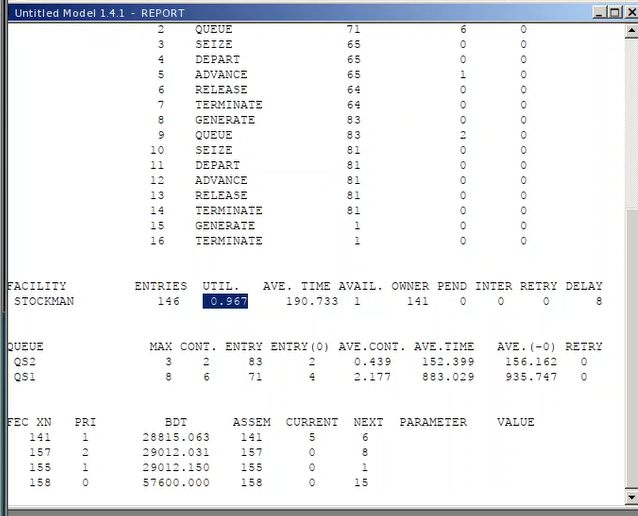 Untitled Model 1.4.1 - REPORT
2 QUEUE 71 6 0
3 SEIZE 65 0 0
4 DEPART 65 0 0
5 ADVANCE 65 1 0
6 RELEASE 64 0 0
7 TERMINATE 64 0 0
8 GENERATE 83 0 0
9 QUEUE 83 2 0
10 SEIZE 81 0 0
11 DEPART 81 0 0
12 ADVANCE 81 0 0
13 RELEASE 81 0 0
14 TERMINATE 81 0 0
15 GENERATE 1 0 0
16 TERMINATE 1 0 0
FACILITY ENTRIES UTIL. AVE. TIME AVAIL. OWNER PEND INTER RETRY DELAY
STOCKMAN 146 0.967 190.733 1 141 0 0 0 8
QUEUE MAX CONT. ENTRY ENTRY(0) AVE.CONT. AVE.TIME AVE.(-0) RETRY
QS2 3 2 83 2 0.439 152.399 156.162 0
QS1 8 6 71 4 2.177 883.029 935.747 0
FEC XN PRI BDT ASSEM CURRENT NEXT PARAMETER VALUE
141 1 28815.063 141 5 6
157 2 29012.031 157 0 8
155 1 29012.150 155 0 1
158 0 57600.000 158 0 15